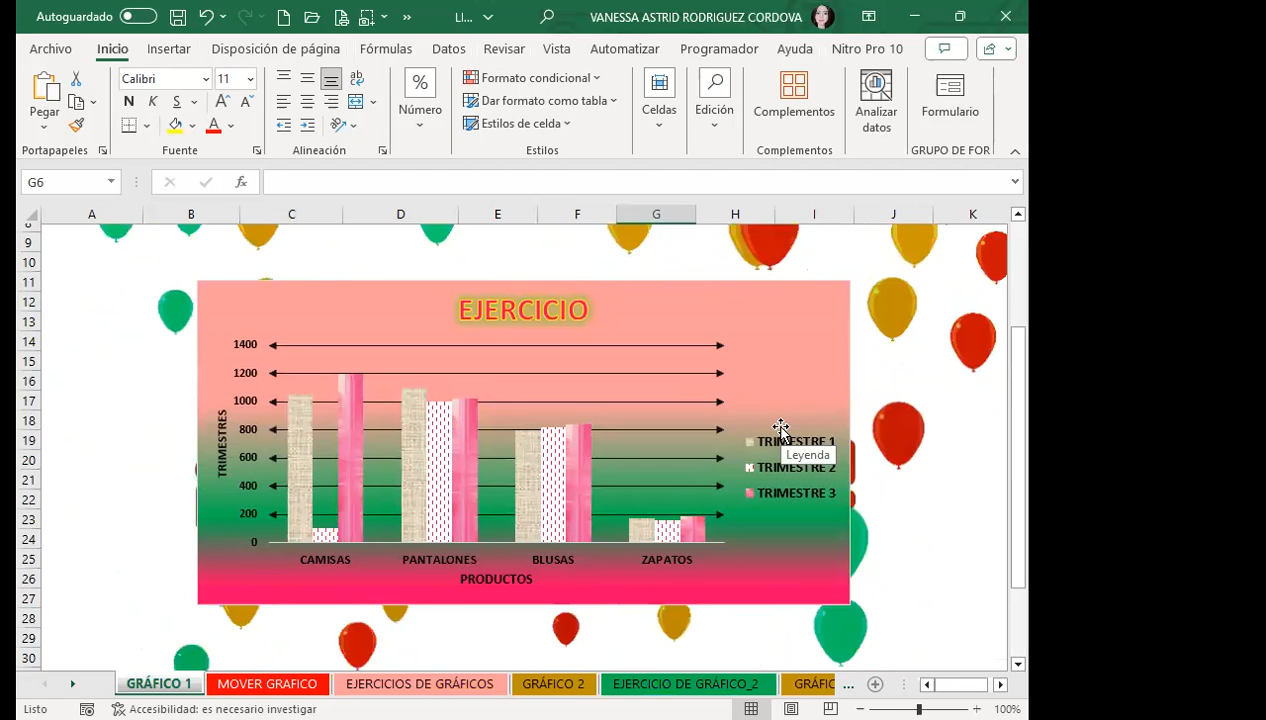 Autoguardado
LI...
VANESSA ASTRID RODRIGUEZ CORDOVA
Archivo Inicio Insertar Disposición de página Fórmulas Datos Revisar Vista Automatizar Programador Ayuda Nitro Pro 10
Pegar
Calibri 11
N K S
Número
Formato condicional
Dar formato como tabla
Estilos de celda
Celdas
Edición
Complementos
Analizar datos
Formulario
Portapapeles Fuente Alineación Estilos Complementos GRUPO DE FOR
G6
fx
A B C D E F G H I J K
9
10
11
12
13
14
15
16
17
18
19
20
21
22
23
24
25
26
27
28
29
30
EJERCICIO
1400
1200
1000
800
600
400
200
0
TRIMESTRES
CAMISAS PANTALONES BLUSAS ZAPATOS
PRODUCTOS
TRIMESTRE 1
Leyenda
TRIMESTRE 2
TRIMESTRE 3
GRÁFICO 1 MOVER GRAFICO EJERCICIOS DE GRÁFICOS GRÁFICO 2 EJERCICIO DE GRÁFICO_2 GRÁFIC ...
Listo Accesibilidad: es necesario investigar 100%